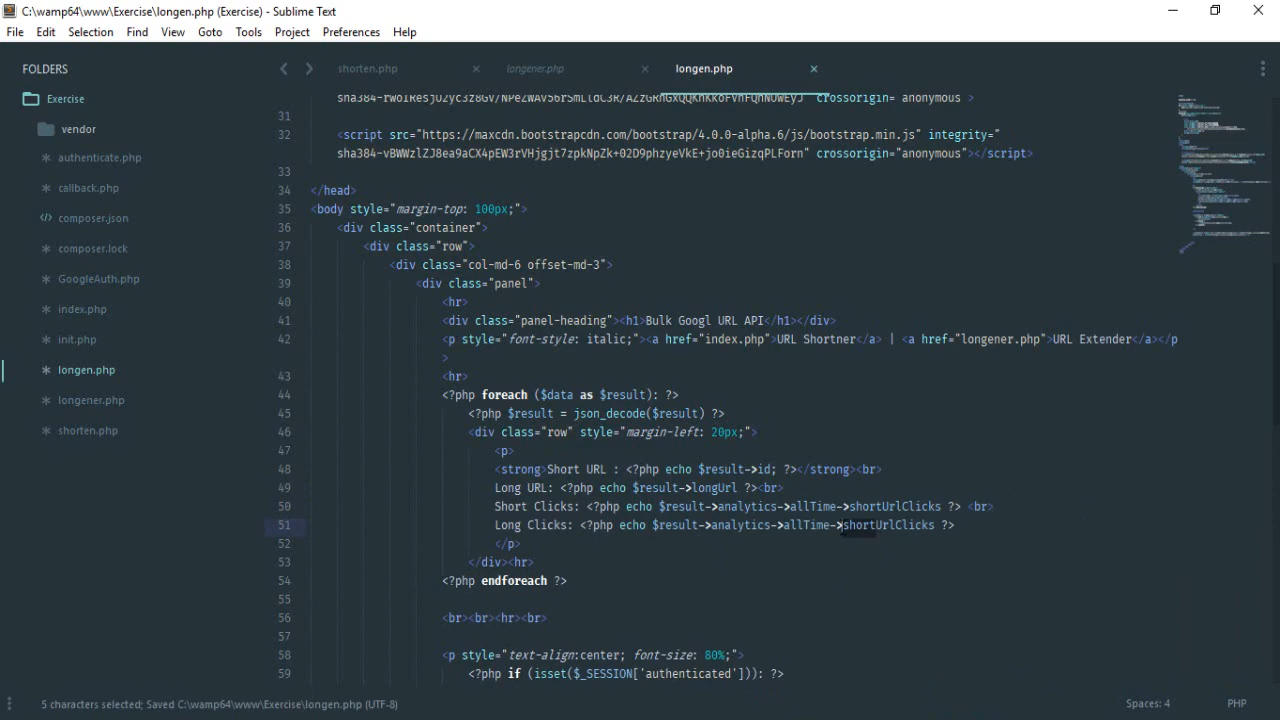 C:\wamp64\www\Exercise\longen.php (Exercise) - Sublime Text
File Edit Selection Find View Goto Tools Project Preferences Help
FOLDERS
Exercise
vendor
authenticate.php
callback.php
composer.json
composer.lock
GoogleAuth.php
index.php
init.php
longen.php
longener.php
shorten.php
shorten.php longener.php longen.php
crossorigin="anonymous">
31
32 <script src="https://maxcdn.bootstrapcdn.com/bootstrap/4.0.0-alpha.6/js/bootstrap.min.js" integrity="
sha384-vBWWzlZJ8ea9aCX4pEW3rVHjgjt7zpkNpZk+02D9phzyeVkE+jo0ieGizqPLForn" crossorigin="anonymous"></script>
33
34 </head>
35 <body style="margin-top: 100px;">
36 <div class="container">
37 <div class="row">
38 <div class="col-md-6 offset-md-3">
39 <div class="panel">
40 <hr>
41 <div class="panel-heading"><h1>Bulk Googl URL API</h1></div>
42 <p style="font-style: italic;"><a href="index.php">URL Shortner</a> | <a href="longener.php">URL Extender</a></p
>
43 <hr>
44 <?php foreach ($data as $result): ?>
45 <?php $result = json_decode($result) ?>
46 <div class="row" style="margin-left: 20px;">
47 <p>
48 <strong>Short URL : <?php echo $result->id; ?></strong><br>
49 Long URL: <?php echo $result->longUrl ?><br>
50 Short Clicks: <?php echo $result->analytics->allTime->shortUrlClicks ?> <br>
51 Long Clicks: <?php echo $result->analytics->allTime->shortUrlClicks ?>
52 </p>
53 </div><hr>
54 <?php endforeach ?>
55
56 <br><br><hr><br>
57
58 <p style="text-align:center; font-size: 80%;">
59 <?php if (isset($_SESSION['authenticated'])): ?>
5 characters selected; Saved C:\wamp64\www\Exercise\longen.php (UTF-8)
Spaces: 4 PHP